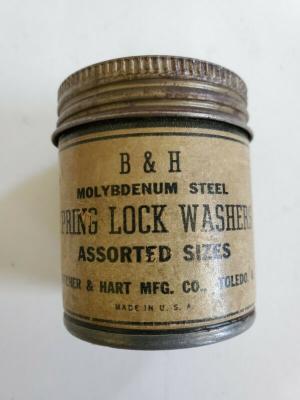 B & H
MOLYBDENUM STEEL
PRING LOCK WASHERS
ASSORTED SIZES
& HART MFG. CO., TOLEDO,
MADE IN U. S. A.